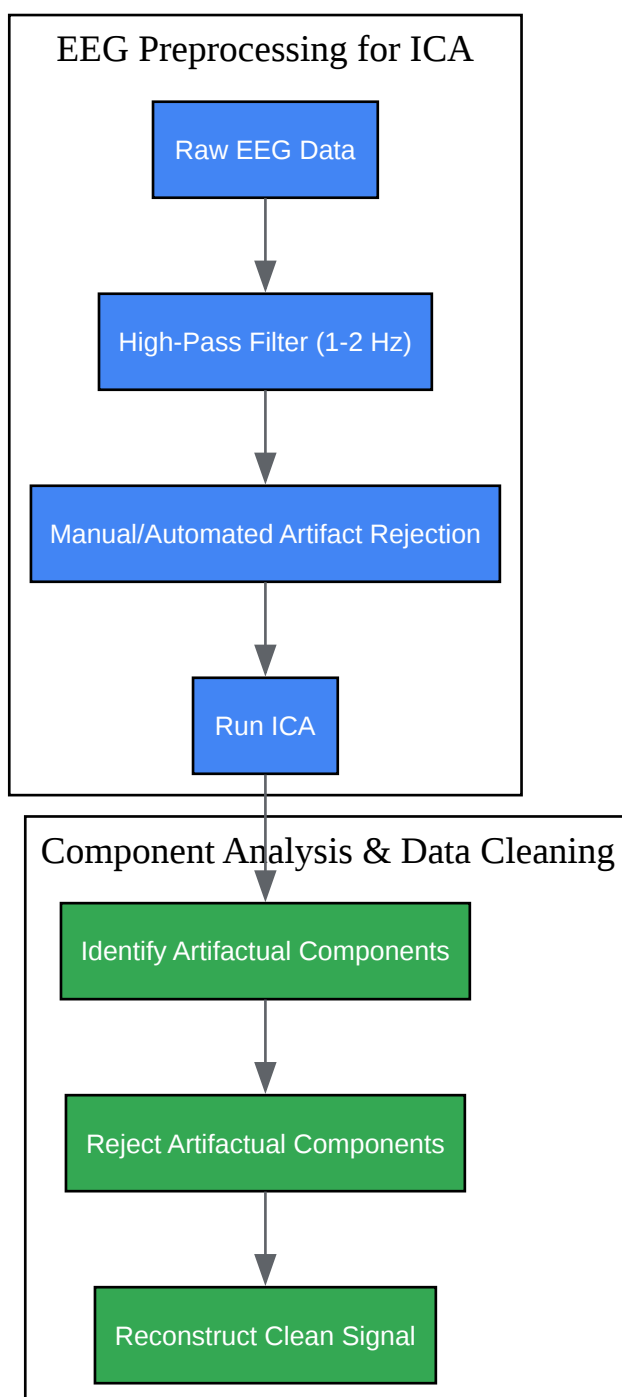 EEG Preprocessing for ICA
Raw EEG Data
High-Pass Filter (1-2 Hz)
Manual/Automated Artifact Rejection
Run ICA
Component Analysis & Data Cleaning
Identify Artifactual Components
Reject Artifactual Components
Reconstruct Clean Signal